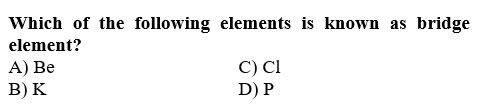 Which of the following elements is known as bridge
element?
A) Be C) Cl
B) K D) P